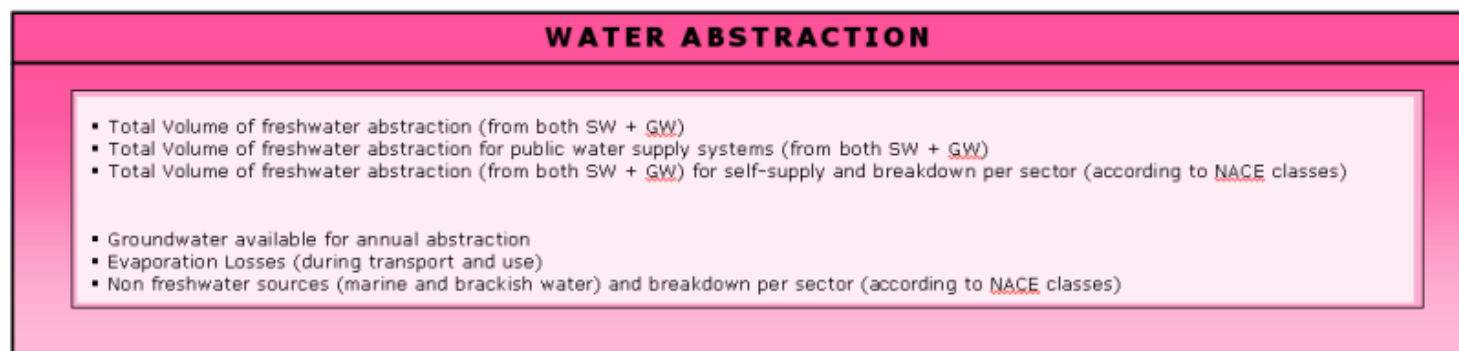 WATER ABSTRACTION
▪ Total Volume of freshwater abstraction (from both SW + GW)
▪ Total Volume of freshwater abstraction for public water supply systems (from both SW + GW)
▪ Total Volume of freshwater abstraction (from both SW + GW) for self-supply and breakdown per sector (according to NACE classes)
▪ Groundwater available for annual abstraction
▪ Evaporation Losses (during transport and use)
▪ Non freshwater sources (marine and brackish water) and breakdown per sector (according to NACE classes)